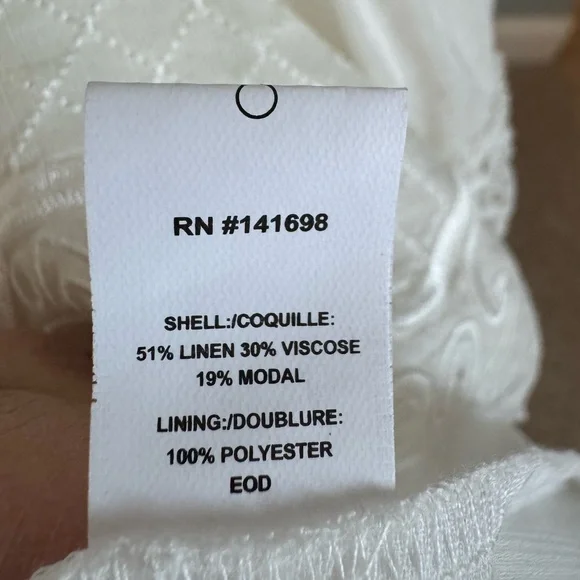 RN #141698
SHELL:/COQUILLE:
51% LINEN 30% VISCOSE
19% MODAL
LINING:/DOUBLURE:
100% POLYESTER
EOD